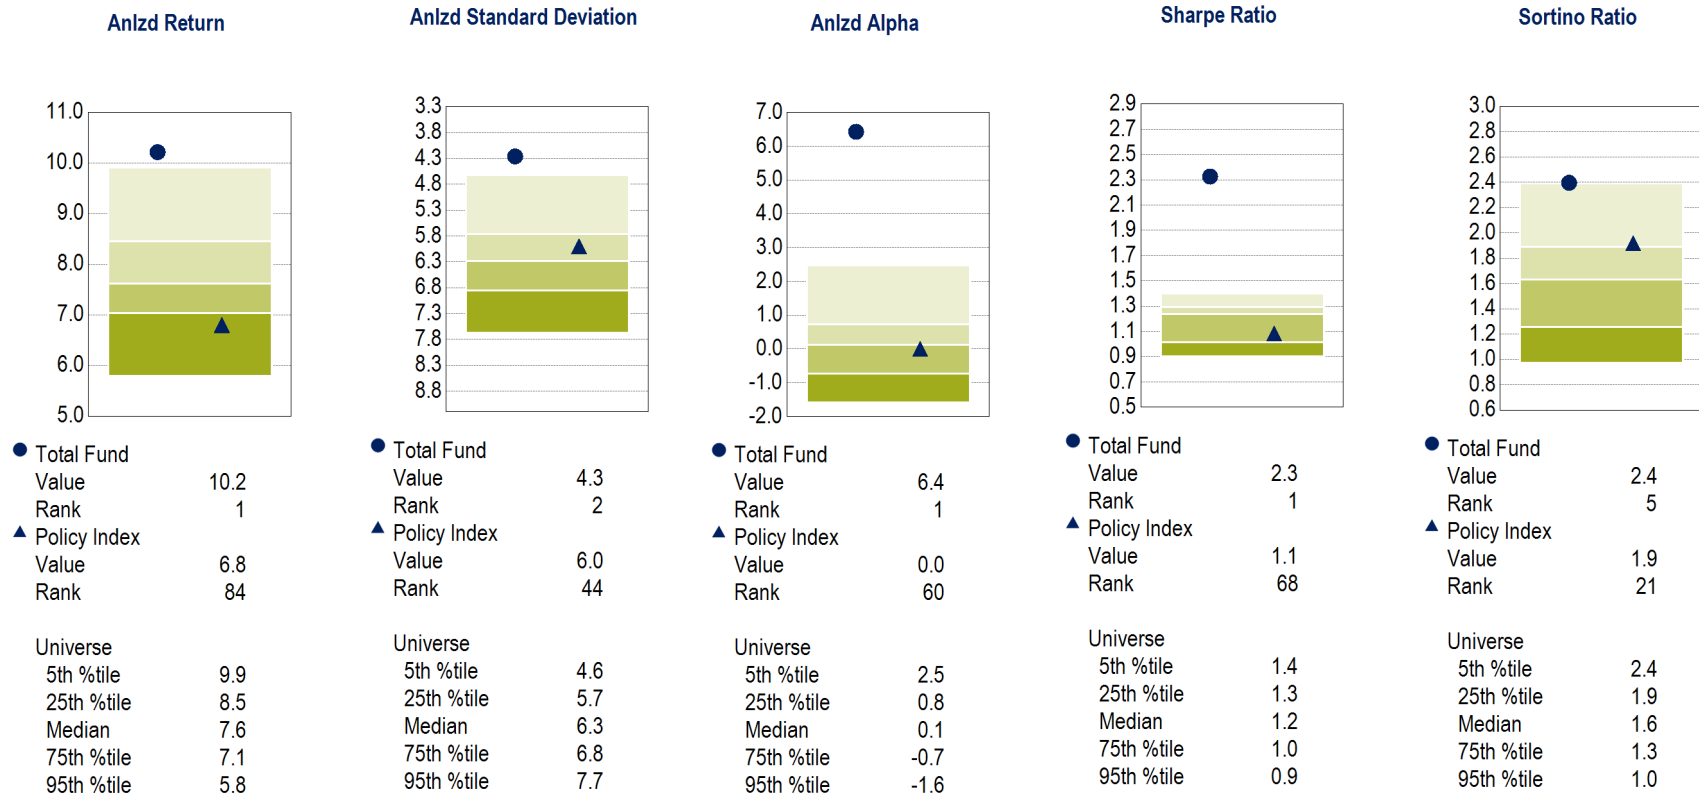 Anlzd Return
11.0
10.0
9.0
8.0
7.0
6.0
5.0
Total Fund
Value 10.2
Rank 1
Policy Index
Value 6.8
Rank 84
Universe
5th %tile 9.9
25th %tile 8.5
Median 7.6
75th %tile 7.1
95th %tile 5.8
Anlzd Standard Deviation
3.3
3.8
4.3
4.8
5.3
5.8
6.3
6.8
7.3
7.8
8.3
8.8
Total Fund
Value 4.3
Rank 2
Policy Index
Value 6.0
Rank 44
Universe
5th %tile 4.6
25th %tile 5.7
Median 6.3
75th %tile 6.8
95th %tile 7.7
Anlzd Alpha
7.0
6.0
5.0
4.0
3.0
2.0
1.0
0.0
-1.0
-2.0
Total Fund
Value 6.4
Rank 1
Policy Index
Value 0.0
Rank 60
Universe
5th %tile 2.5
25th %tile 0.8
Median 0.1
75th %tile -0.7
95th %tile -1.6
Sharpe Ratio
2.9
2.7
2.5
2.3
2.1
1.9
1.7
1.5
1.3
1.1
0.9
0.7
0.5
Total Fund
Value 2.3
Rank 1
Policy Index
Value 1.1
Rank 68
Universe
5th %tile 1.4
25th %tile 1.3
Median 1.2
75th %tile 1.0
95th %tile 0.9
Sortino Ratio
3.0
2.8
2.6
2.4
2.2
2.0
1.8
1.6
1.4
1.2
1.0
0.8
0.6
Total Fund
Value 2.4
Rank 5
Policy Index
Value 1.9
Rank 21
Universe
5th %tile 2.4
25th %tile 1.9
Median 1.6
75th %tile 1.3
95th %tile 1.0